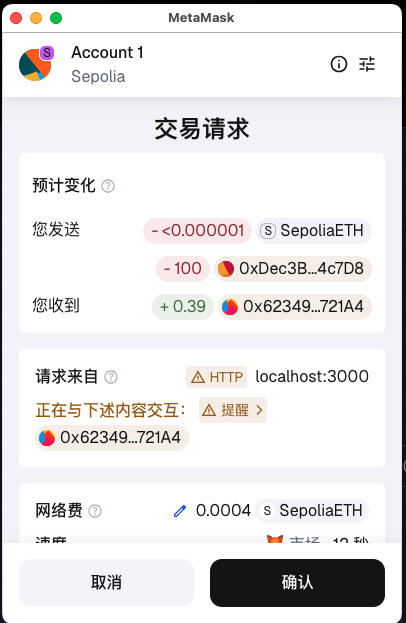 MetaMask
S
Account 1
Sepolia
交易请求
预计变化 ?
您发送 - <0.000001 S SepoliaETH
- 100 0xDec3B...4c7D8
您收到 + 0.39 0x62349...721A4
请求来自 ? HTTP localhost:3000
正在与下述内容交互： 提醒 >
0x62349...721A4
网络费 ? 0.0004 S SepoliaETH
速度 市场 12 秒
取消 确认